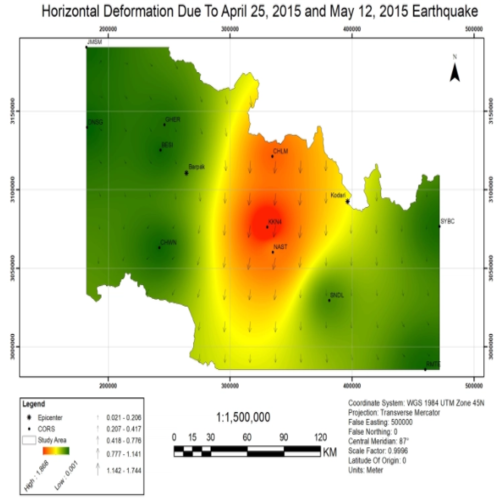 Horizontal Deformation Due To April 25, 2015 and May 12, 2015 Earthquake
200000 300000 400000 500000
JMSM
N
3150000 3150000
GHER
CHLM
Barpak
Kodari
3100000 3100000
SYBC
KKN4
CHWN
NAST
3050000 3050000
SNDL
3000000 3000000
200000 300000 400000 500000
Legend
Epicenter
CORS
Study Area
High : 1.868
Low : 0.001
0.021 - 0.206
0.207 - 0.417
0.418 - 0.776
0.777 - 1.141
1.142 - 1.744
1:1,500,000
0 15 30 60 90 120
KM
Coordinate System: WGS 1984 UTM Zone 45N
Projection: Transverse Mercator
False Easting: 500000
False Northing: 0
Central Meridian: 87°
Scale Factor: 0.9996
Latitude Of Origin: 0
Units: Meter